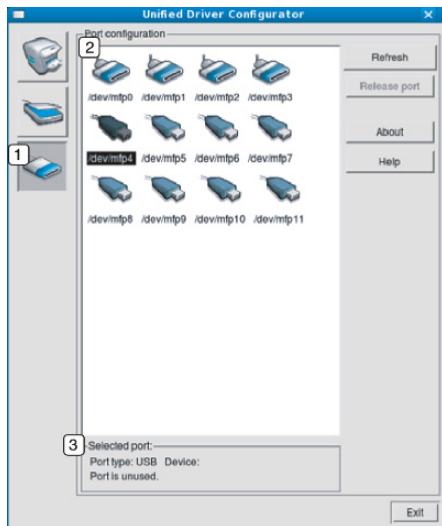 Unified Driver Configurator
Port configuration
2
/dev/mfp0 /dev/mfp1 /dev/mfp2 /dev/mfp3
Refresh
Release port
1
/dev/mfp4 /dev/mfp5 /dev/mfp6 /dev/mfp7
About
Help
/dev/mfp8 /dev/mfp9 /dev/mfp10 /dev/mfp11
3
Selected port:
Port type: USB Device:
Port is unused.
Exit